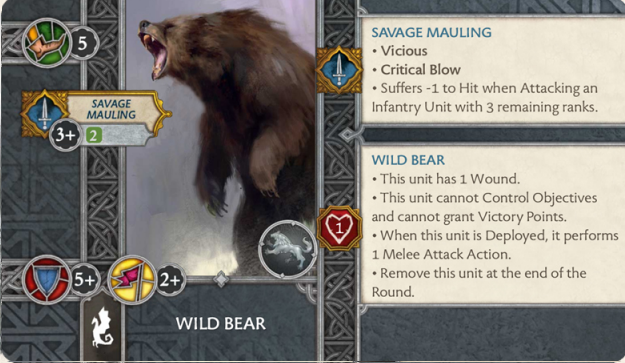 5
SAVAGE
MAULING
3+
2
5+
2+
WILD BEAR
SAVAGE MAULING
• Vicious
• Critical Blow
• Suffers -1 to Hit when Attacking an
Infantry Unit with 3 remaining ranks.
1
WILD BEAR
• This unit has 1 Wound.
• This unit cannot Control Objectives
and cannot grant Victory Points.
• When this unit is Deployed, it performs
1 Melee Attack Action.
• Remove this unit at the end of the
Round.